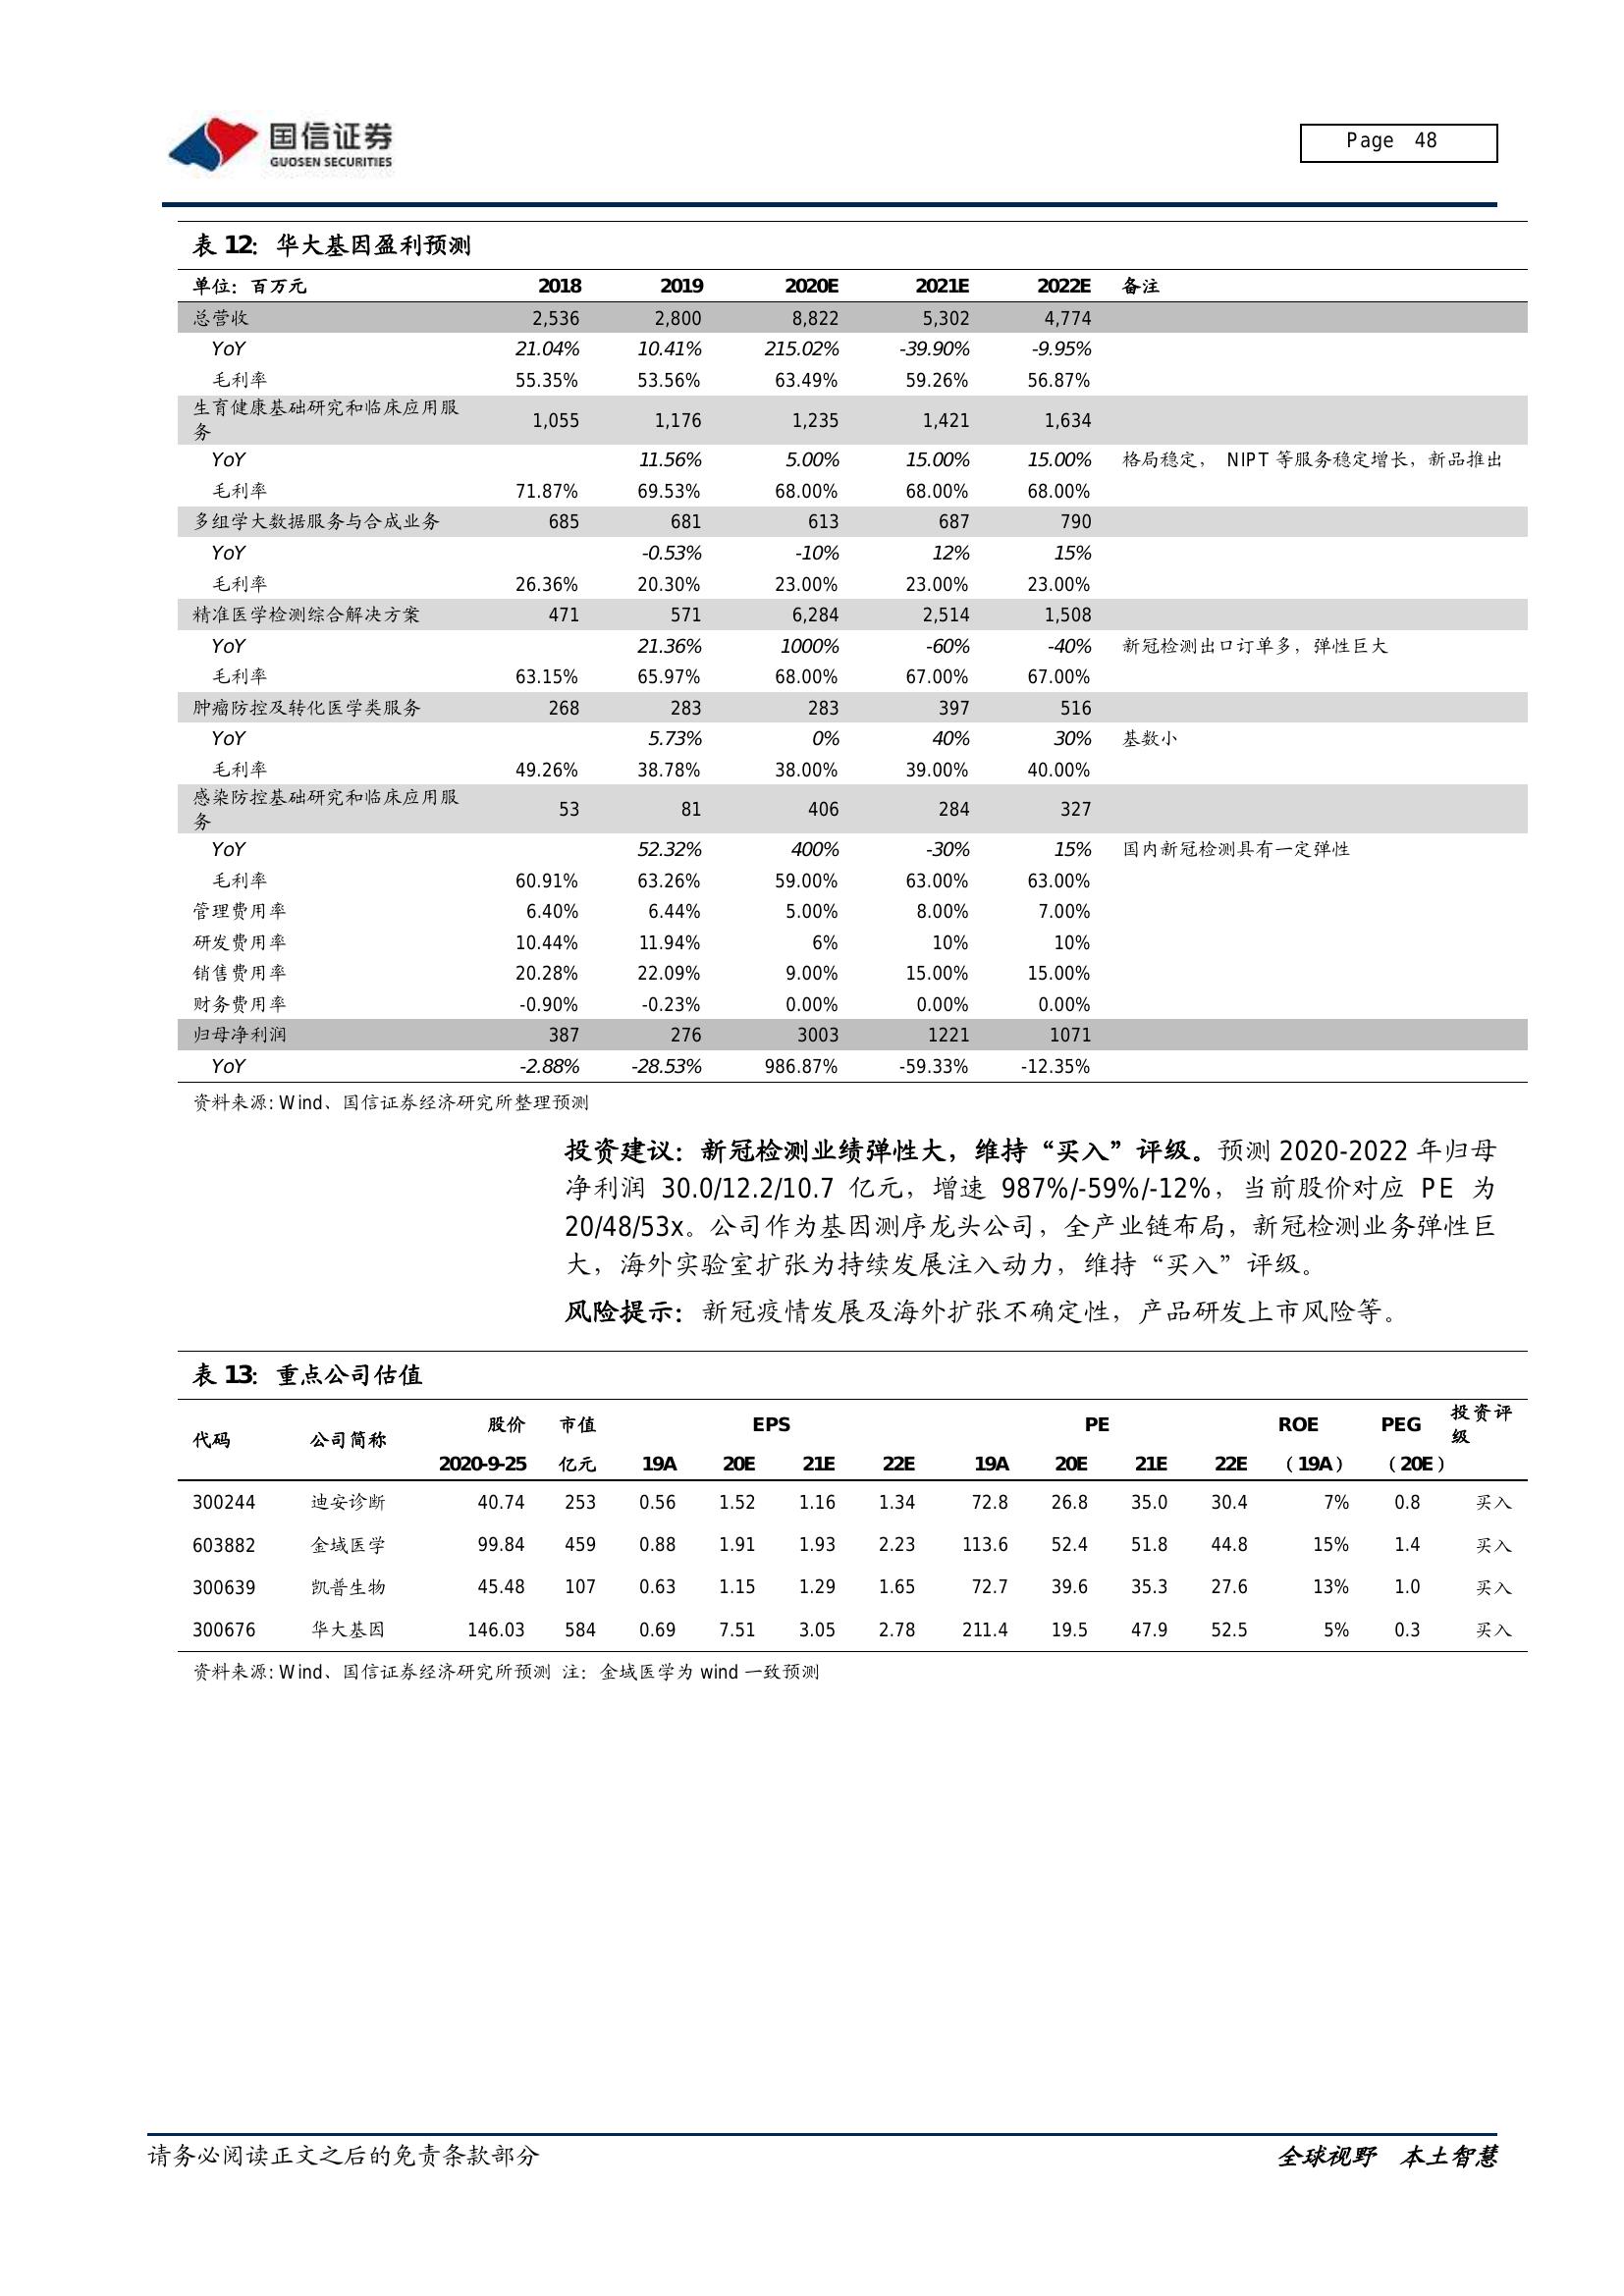 国信证券
GUOSEN SECURITIES
Page 48
表 12：华大基因盈利预测
单位：百万元 2018 2019 2020E 2021E 2022E 备注
总营收 2,536 2,800 8,822 5,302 4,774
YoY 21.04% 10.41% 215.02% -39.90% -9.95%
毛利率 55.35% 53.56% 63.49% 59.26% 56.87%
生育健康基础研究和临床应用服
务 1,055 1,176 1,235 1,421 1,634
YoY 11.56% 5.00% 15.00% 15.00% 格局稳定， NIPT 等服务稳定增长，新品推出
毛利率 71.87% 69.53% 68.00% 68.00% 68.00%
多组学大数据服务与合成业务 685 681 613 687 790
YoY -0.53% -10% 12% 15%
毛利率 26.36% 20.30% 23.00% 23.00% 23.00%
精准医学检测综合解决方案 471 571 6,284 2,514 1,508
YoY 21.36% 1000% -60% -40% 新冠检测出口订单多，弹性巨大
毛利率 63.15% 65.97% 68.00% 67.00% 67.00%
肿瘤防控及转化医学类服务 268 283 283 397 516
YoY 5.73% 0% 40% 30% 基数小
毛利率 49.26% 38.78% 38.00% 39.00% 40.00%
感染防控基础研究和临床应用服
务 53 81 406 284 327
YoY 52.32% 400% -30% 15% 国内新冠检测具有一定弹性
毛利率 60.91% 63.26% 59.00% 63.00% 63.00%
管理费用率 6.40% 6.44% 5.00% 8.00% 7.00%
研发费用率 10.44% 11.94% 6% 10% 10%
销售费用率 20.28% 22.09% 9.00% 15.00% 15.00%
财务费用率 -0.90% -0.23% 0.00% 0.00% 0.00%
归母净利润 387 276 3003 1221 1071
YoY -2.88% -28.53% 986.87% -59.33% -12.35%
资料来源：Wind、国信证券经济研究所整理预测
投资建议：新冠检测业绩弹性大，维持“买入”评级。预测 2020-2022 年归母
净利润 30.0/12.2/10.7 亿元，增速 987%/-59%/-12%，当前股价对应 PE 为
20/48/53x。公司作为基因测序龙头公司，全产业链布局，新冠检测业务弹性巨
大，海外实验室扩张为持续发展注入动力，维持“买入”评级。
风险提示：新冠疫情发展及海外扩张不确定性，产品研发上市风险等。
表 13：重点公司估值
代码 公司简称 股价 市值 EPS PE ROE PEG 投资评
级
2020-9-25 亿元 19A 20E 21E 22E 19A 20E 21E 22E （19A） （20E）
300244 迪安诊断 40.74 253 0.56 1.52 1.16 1.34 72.8 26.8 35.0 30.4 7% 0.8 买入
603882 金域医学 99.84 459 0.88 1.91 1.93 2.23 113.6 52.4 51.8 44.8 15% 1.4 买入
300639 凯普生物 45.48 107 0.63 1.15 1.29 1.65 72.7 39.6 35.3 27.6 13% 1.0 买入
300676 华大基因 146.03 584 0.69 7.51 3.05 2.78 211.4 19.5 47.9 52.5 5% 0.3 买入
资料来源：Wind、国信证券经济研究所预测 注：金域医学为 wind 一致预测
请务必阅读正文之后的免责条款部分
全球视野 本土智慧